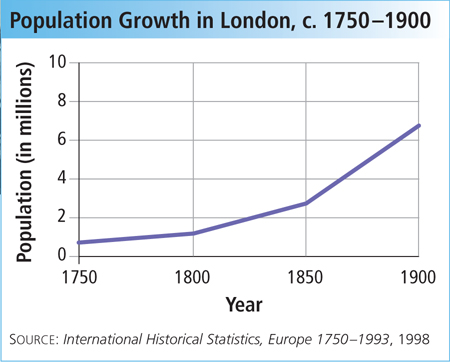 Population Growth in London, c. 1750–1900
Population (in millions)
10
8
6
4
2
0
1750 1800 1850 1900
Year
SOURCE: International Historical Statistics, Europe 1750–1993, 1998